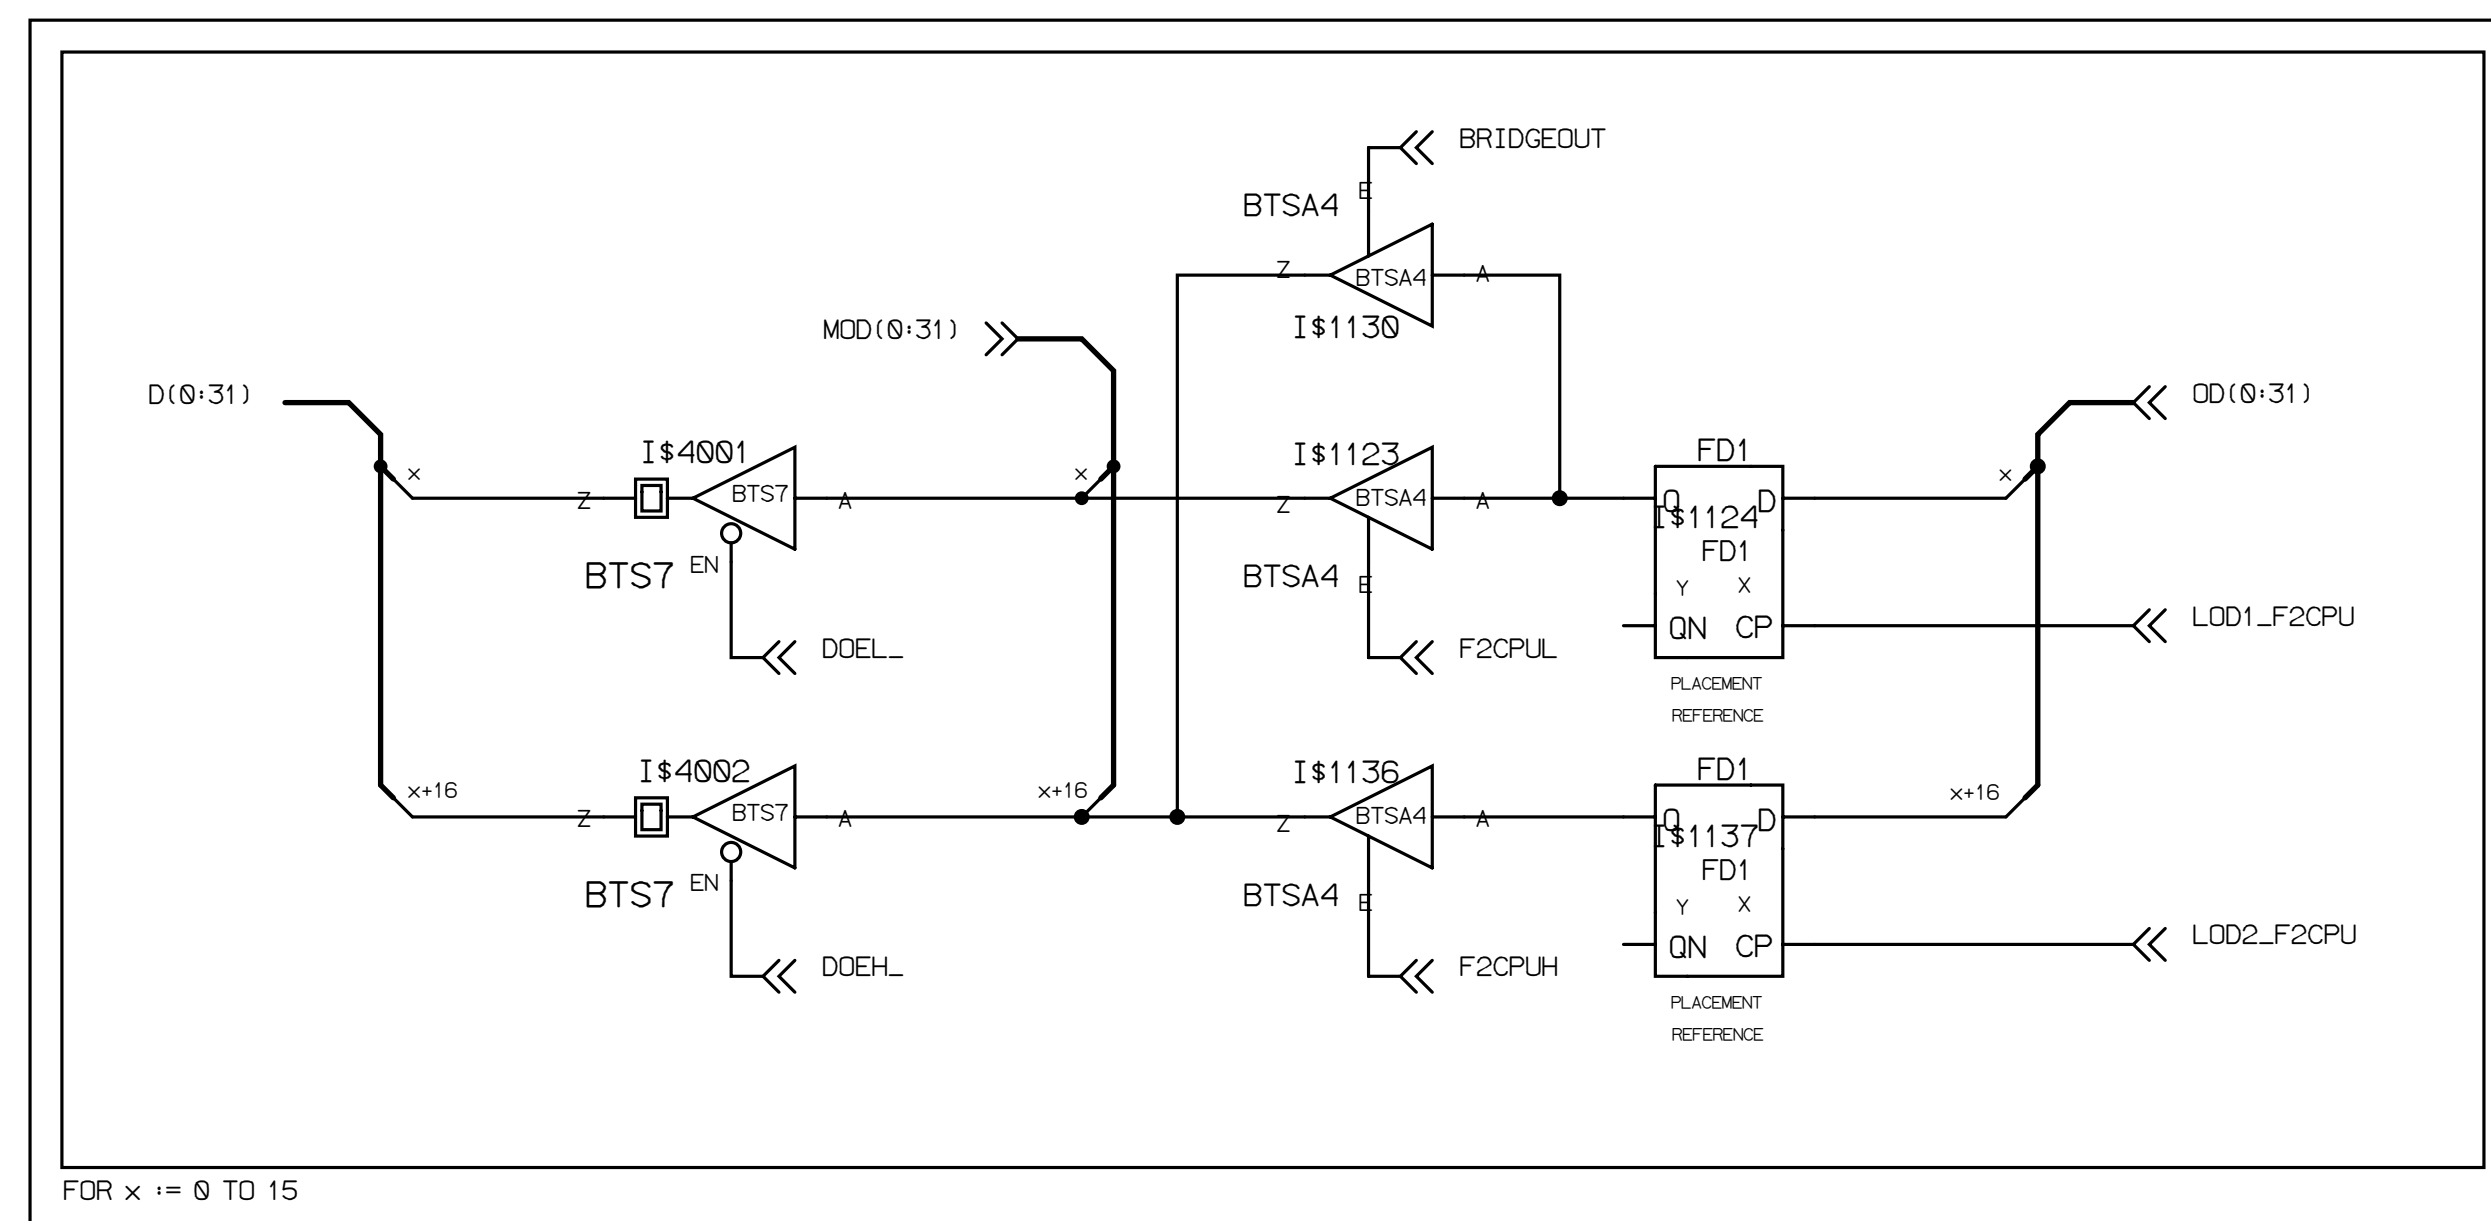 BRIDGEOUT
E
BTSA4
Z
BTSA4
A
I$1130
MOD(0:31)
D(0:31)
OD(0:31)
I$4001
I$1123
FD1
x
x
x
Z
BTS7
A
Z
BTSA4
A
Q
D
I$1124
FD1
BTS7
EN
BTSA4
E
Y
X
QN
CP
LOD1_F2CPU
DOEL_
F2CPUL
PLACEMENT
REFERENCE
I$4002
I$1136
FD1
x+16
x+16
x+16
Z
BTS7
A
Z
BTSA4
A
Q
D
I$1137
FD1
BTS7
EN
BTSA4
E
Y
X
QN
CP
LOD2_F2CPU
DOEH_
F2CPUH
PLACEMENT
REFERENCE
FOR x := 0 TO 15